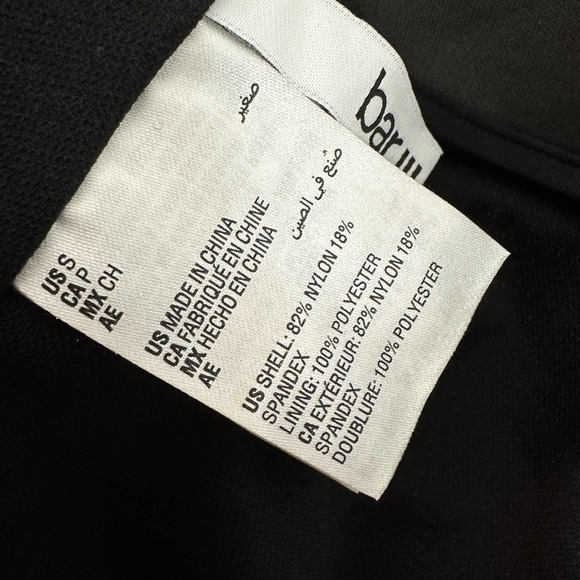 bar III
US S
CA P
MX CH
AE
صغير
US MADE IN CHINA
CA FABRIQUÉ EN CHINE
MX HECHO EN CHINA
AE
صنع في الصين
US SHELL: 82% NYLON 18%
SPANDEX
LINING: 100% POLYESTER
CA EXTÉRIEUR: 82% NYLON 18%
SPANDEX
DOUBLURE: 100% POLYESTER